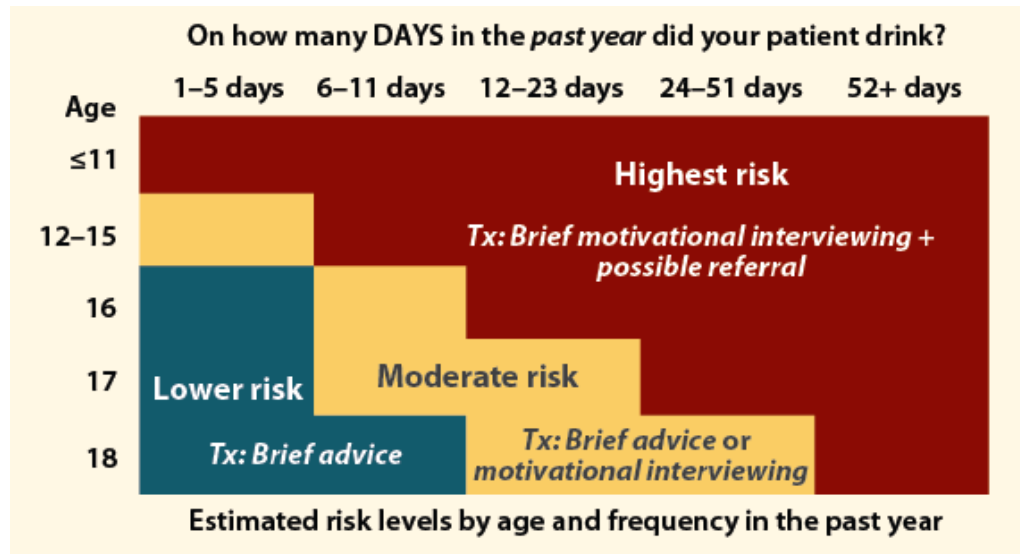 On how many DAYS in the past year did your patient drink?
1–5 days 6–11 days 12–23 days 24–51 days 52+ days
Age
≤11
Highest risk
12–15
Tx: Brief motivational interviewing +
possible referral
16
17
Lower risk
Moderate risk
18
Tx: Brief advice
Tx: Brief advice or
motivational interviewing
Estimated risk levels by age and frequency in the past year